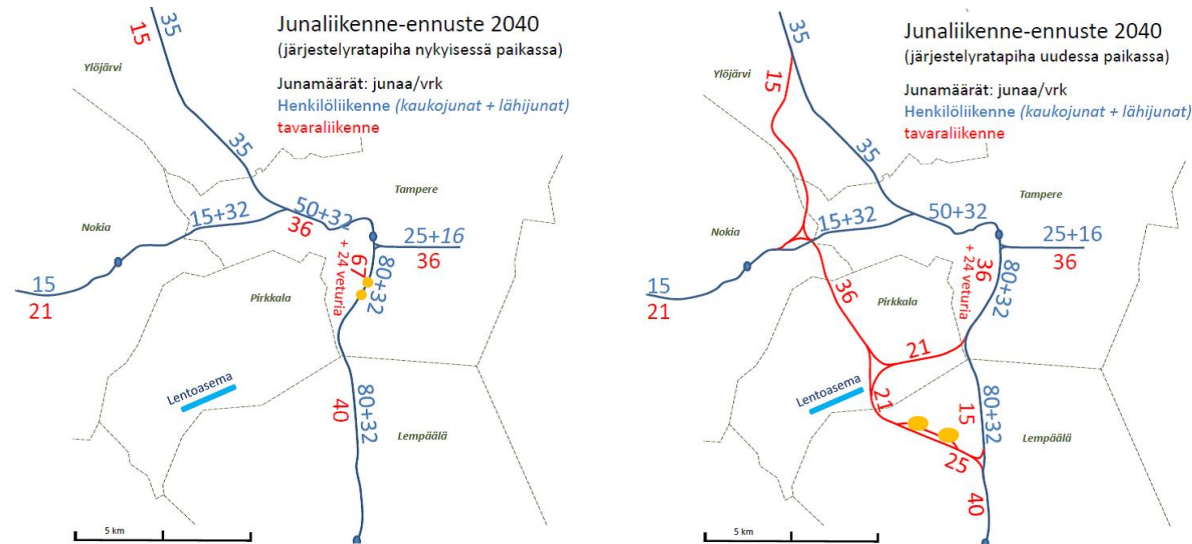 35
15
Junaliikenne-ennuste 2040
(järjestelyratapiha nykyisessä paikassa)
Ylöjärvi
Junamäärät: junaa/vrk
Henkilöliikenne (kaukojunat + lähijunat)
tavaraliikenne
35
Tampere
50+32
15+32
36
Nokia
25+16
36
67
+ 24 veturia
80+32
15
21
Pirkkala
Lentoasema
80+32
40
Lempäälä
5 km
35
Junaliikenne-ennuste 2040
(järjestelyratapiha uudessa paikassa)
Ylöjärvi
15
Junamäärät: junaa/vrk
Henkilöliikenne (kaukojunat + lähijunat)
tavaraliikenne
35
Tampere
15+32
50+32
Nokia
25+16
36
36
+ 24 veturia
80+32
15
21
36
Pirkkala
21
Lentoasema
21
15
80+32
Lempäälä
25
40
5 km